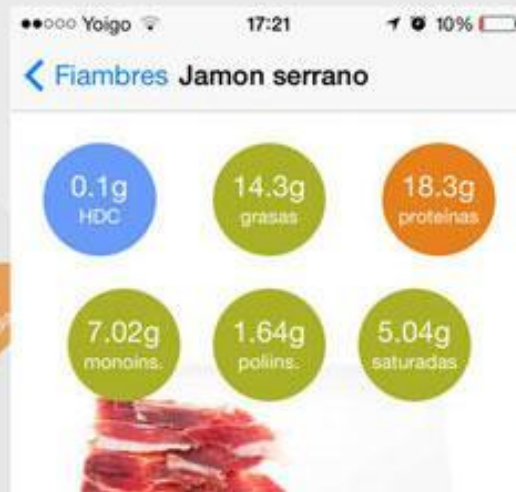 Yoigo 17:21 10%
Fiambres Jamon serrano
0.1g 14.3g 18.3g
HDC grasas proteínas
7.02g 1.64g 5.04g
monoins. poliins. saturadas